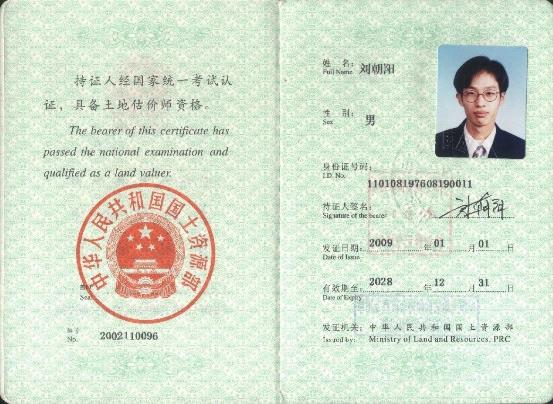 持证人经国家统一考试认
证，具备土地估价师资格。
The bearer of this certificate has
passed the national examination and
qualified as a land valuer.
中华人民共和国国土资源部
编号
No. 2002110096
姓 名: 刘朝阳
Full Name
性 别: 男
Sex
身份证号码:
I.D. No. 110108197608190011
持证人签名:
Signature of the bearer
发证日期: 2009 年 01 月 01 日
Date of Issue
有效期至: 2028 年 12 月 31 日
Date of Expiry
发证机关: 中华人民共和国国土资源部
Issued by: Ministry of Land and Resources, PRC